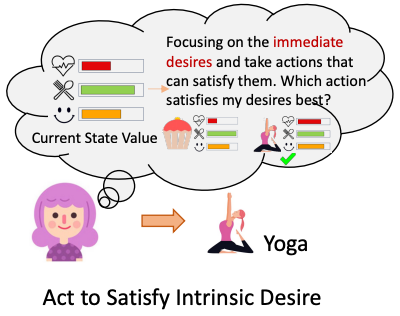 Focusing on the immediate
desires and take actions that
can satisfy them. Which action
satisfies my desires best?
Current State Value
Yoga
Act to Satisfy Intrinsic Desire